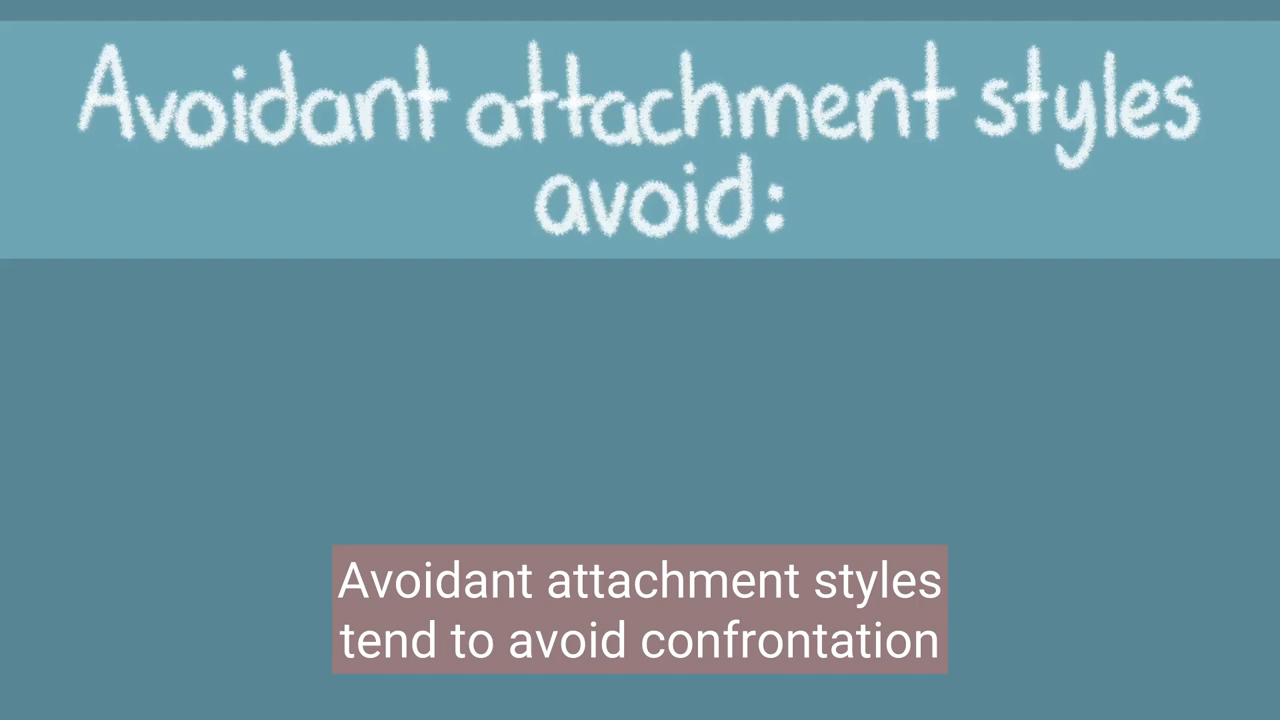 Avoidant attachment styles
avoid:
Avoidant attachment styles
tend to avoid confrontation